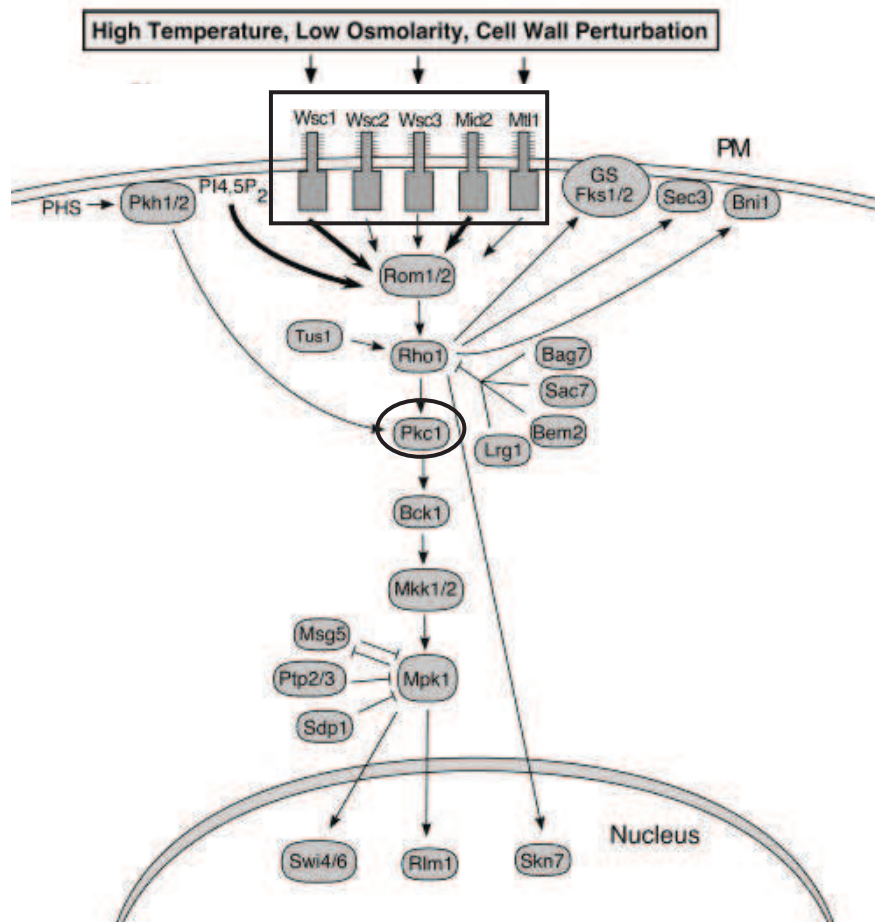 High Temperature, Low Osmolarity, Cell Wall Perturbation
Wsc1 Wsc2 Wsc3 Mid2 Mtl1
PM
PHS
Pkh1/2
PI4,5P2
GS
Fks1/2
Sec3
Bni1
Rom1/2
Tus1
Rho1
Bag7
Sac7
Bem2
Lrg1
Pkc1
Bck1
Mkk1/2
Msg5
Ptp2/3
Mpk1
Sdp1
Nucleus
Swi4/6
Rlm1
Skn7